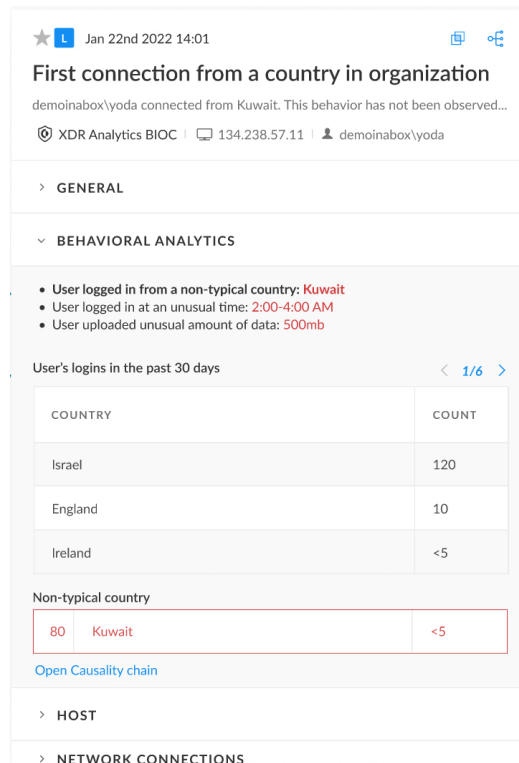 L Jan 22nd 2022 14:01
First connection from a country in organization
demoinabox\yoda connected from Kuwait. This behavior has not been observed...
XDR Analytics BIOC 134.238.57.11 demoinabox\yoda
GENERAL
BEHAVIORAL ANALYTICS
• User logged in from a non-typical country: Kuwait
• User logged in at an unusual time: 2:00-4:00 AM
• User uploaded unusual amount of data: 500mb
User's logins in the past 30 days 1/6
COUNTRY COUNT
Israel 120
England 10
Ireland <5
Non-typical country
80 Kuwait <5
Open Causality chain
HOST
NETWORK CONNECTIONS